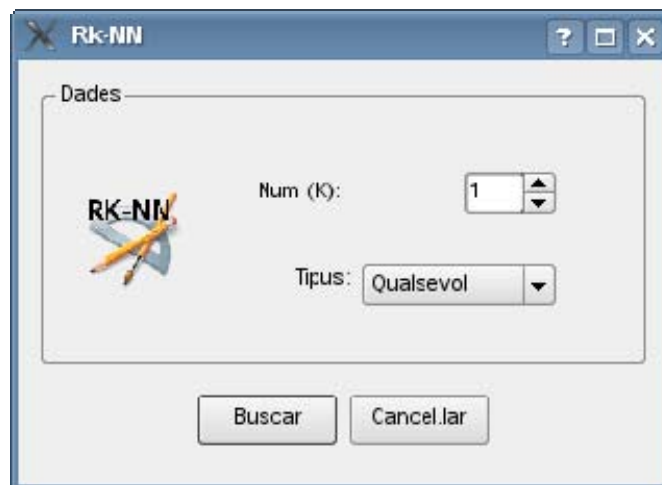 Rk-NN
Dades
RK-NN
Num (K):
1
Tipus:
Qualsevol
Buscar
Cancel.lar